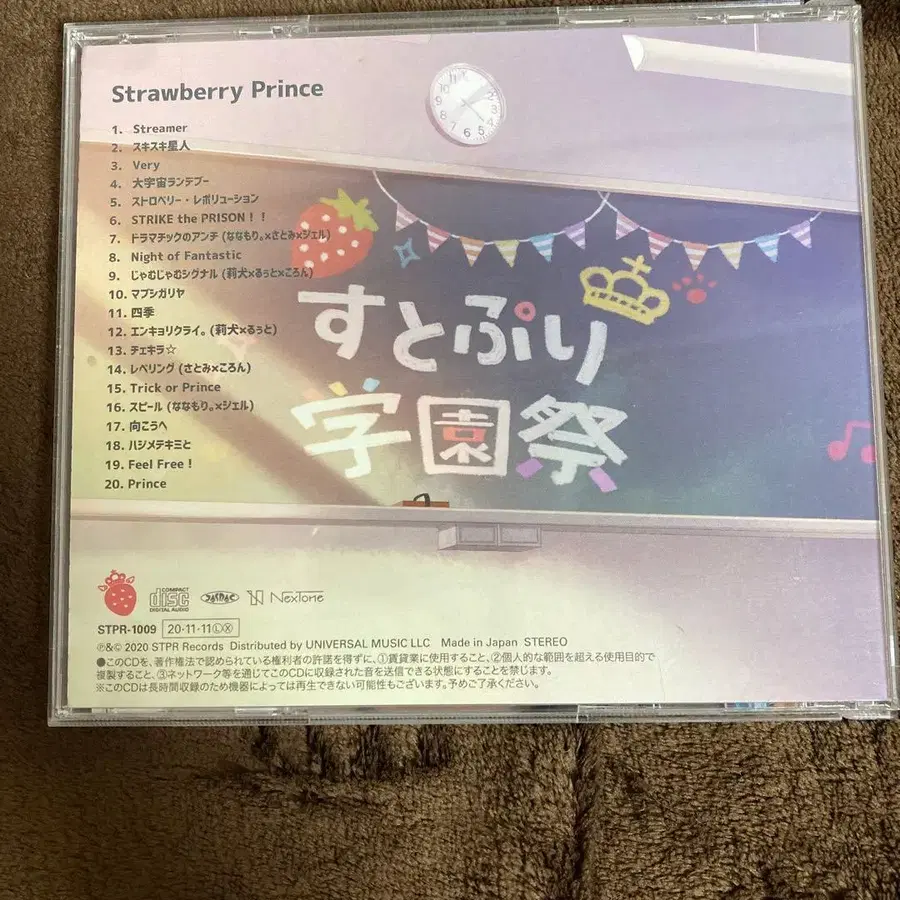 Strawberry Prince
1. Streamer
2. スキスキ星人
3. Very
4. 大宇宙ランデブー
5. ストロベリー・レボリューション
6. STRIKE the PRISON！！
7. ドラマチックのアンチ (ななもり。×さとみ×ジェル)
8. Night of Fantastic
9. じゃむじゃむシグナル (莉犬×るぅと×ころん)
10. マブシガリヤ
11. 四季
12. エンキョリクライ。(莉犬×るぅと)
13. チェキラ☆
14. レベリング (さとみ×ころん)
15. Trick or Prince
16. スピール (ななもり。×ジェル)
17. 向こうへ
18. ハジメテキミと
19. Feel Free！
20. Prince
すとぷり
学園祭
COMPACT disc DIGITAL AUDIO JASRAC NexTone
STPR-1009 20・11・11ⓁⓍ
℗&© 2020 STPR Records Distributed by UNIVERSAL MUSIC LLC Made in Japan STEREO
●このCDを、著作権法で認められている権利者の許諾を得ずに、①賃貸業に使用すること、②個人的な範囲を超える使用目的で
複製すること、③ネットワーク等を通じてこのCDに収録された音を送信できる状態にすることを禁じます。
※このCDは長時間収録のため機器によっては再生できない可能性もございます。予めご了承ください。